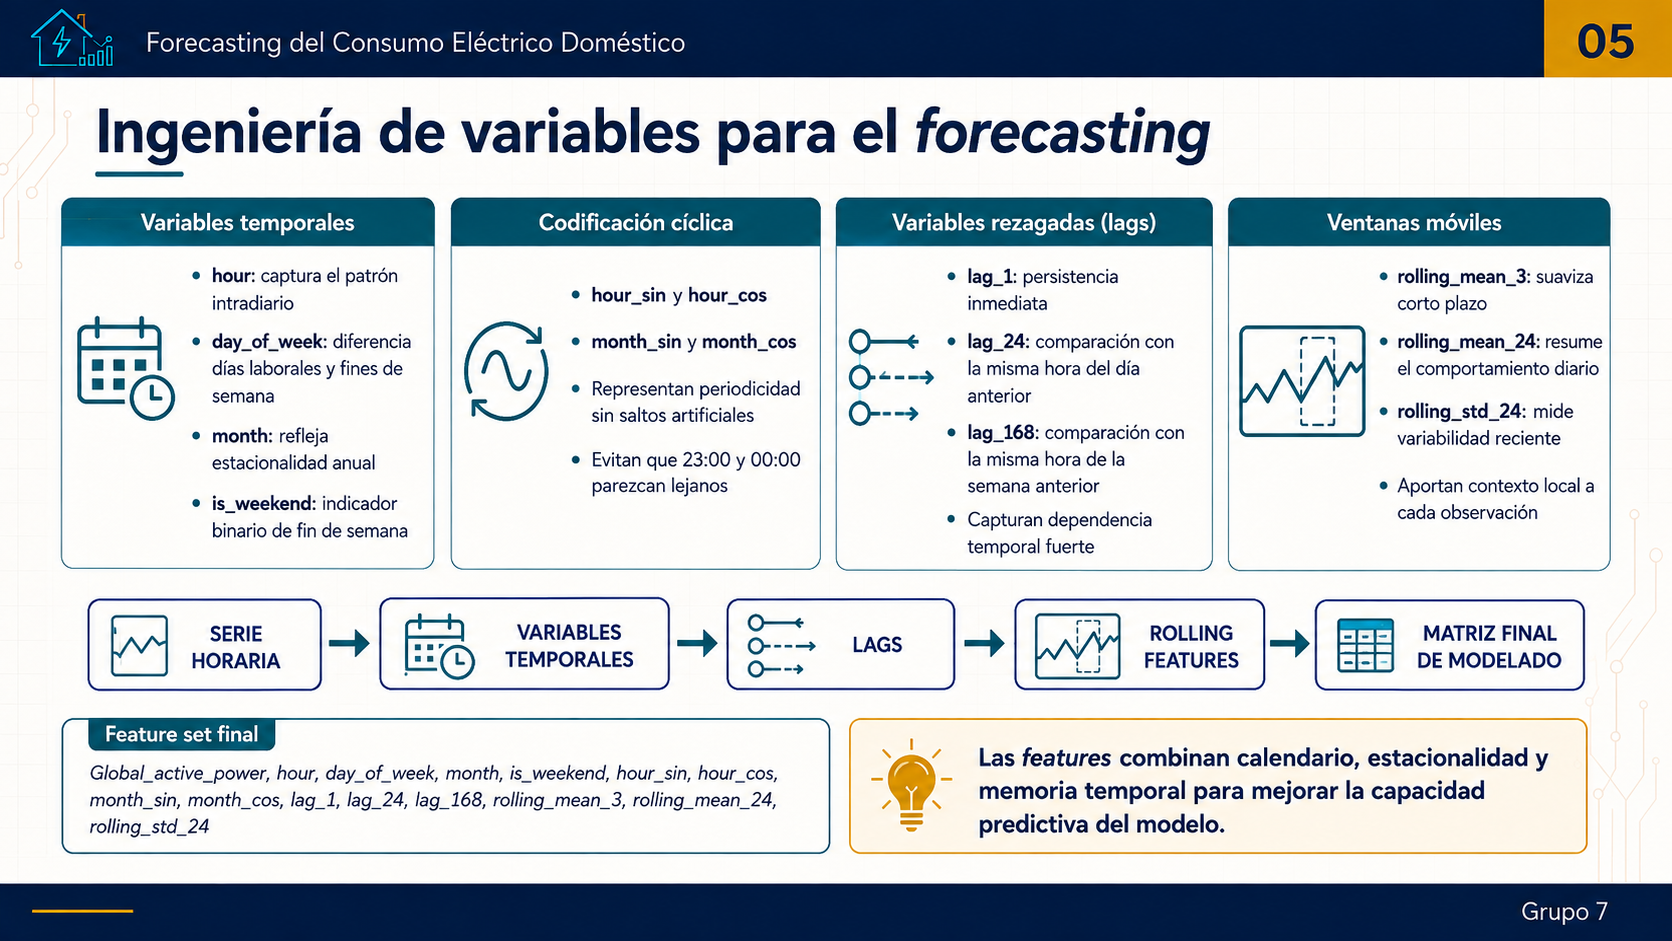 Forecasting del Consumo Eléctrico Doméstico
05
Ingeniería de variables para el forecasting
Variables temporales
hour: captura el patrón
intradiario
day_of_week: diferencia
días laborales y fines de
semana
month: refleja
estacionalidad anual
is_weekend: indicador
binario de fin de semana
Codificación cíclica
hour_sin y hour_cos
month_sin y month_cos
Representan periodicidad
sin saltos artificiales
Evitan que 23:00 y 00:00
parezcan lejanos
Variables rezagadas (lags)
lag_1: persistencia
inmediata
lag_24: comparación con
la misma hora del día
anterior
lag_168: comparación con
la misma hora de la
semana anterior
Capturan dependencia
temporal fuerte
Ventanas móviles
rolling_mean_3: suaviza
corto plazo
rolling_mean_24: resume
el comportamiento diario
rolling_std_24: mide
variabilidad reciente
Aportan contexto local a
cada observación
SERIE
HORARIA
VARIABLES
TEMPORALES
LAGS
ROLLING
FEATURES
MATRIZ FINAL
DE MODELADO
Feature set final
Global_active_power, hour, day_of_week, month, is_weekend, hour_sin, hour_cos,
month_sin, month_cos, lag_1, lag_24, lag_168, rolling_mean_3, rolling_mean_24,
rolling_std_24
Las features combinan calendario, estacionalidad y
memoria temporal para mejorar la capacidad
predictiva del modelo.
Grupo 7